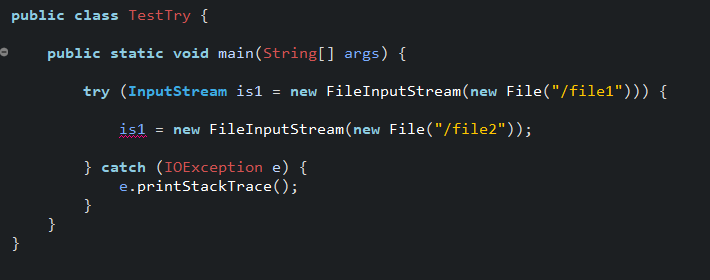 public class TestTry {
public static void main(String[] args) {
try (InputStream is1 = new FileInputStream(new File("/file1"))) {
is1 = new FileInputStream(new File("/file2"));
} catch (IOException e) {
e.printStackTrace();
}
}
}